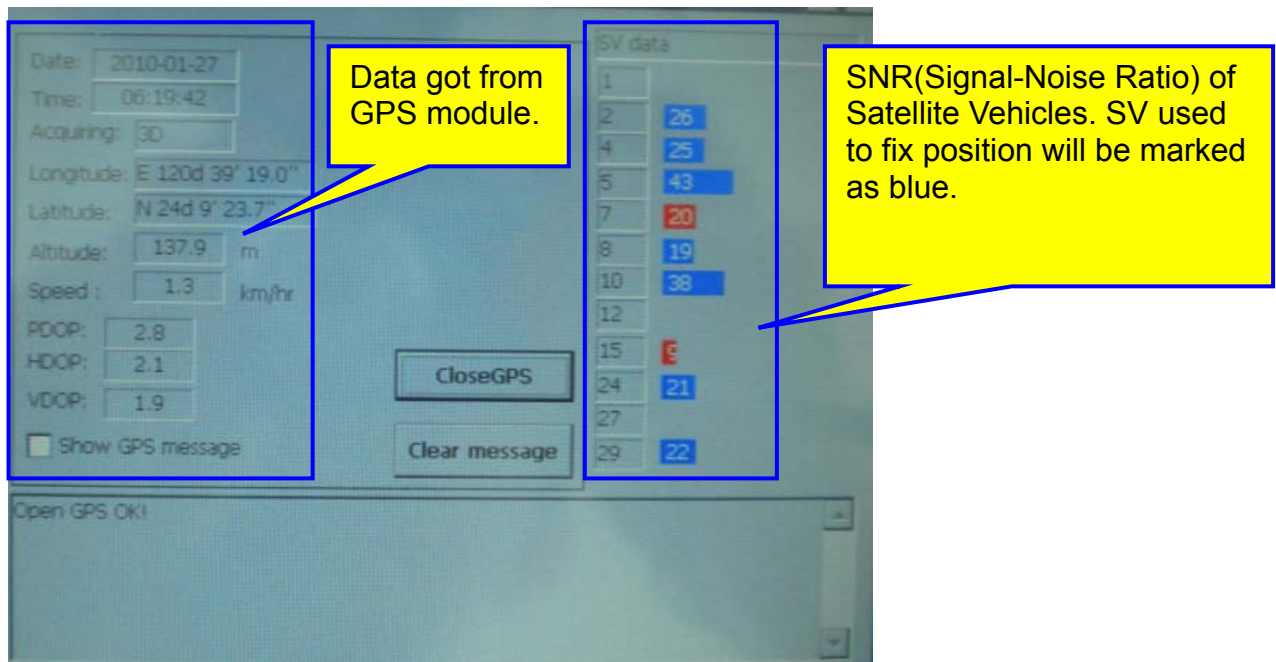 Date: 2010-01-27
Time: 06:19:42
Acquiring: 3D
Longitude: E 120d 39' 19.0"
Latitude: N 24d 9' 23.7"
Altitude: 137.9 m
Speed : 1.3 km/hr
PDOP: 2.8
HDOP: 2.1
VDOP: 1.9
Show GPS message
Data got from
GPS module.
CloseGPS
Clear message
SV data
1
2 26
4 25
5 43
7 20
8 19
10 38
12
15 9
24 21
27
29 22
SNR(Signal-Noise Ratio) of
Satellite Vehicles. SV used
to fix position will be marked
as blue.
Open GPS OK!